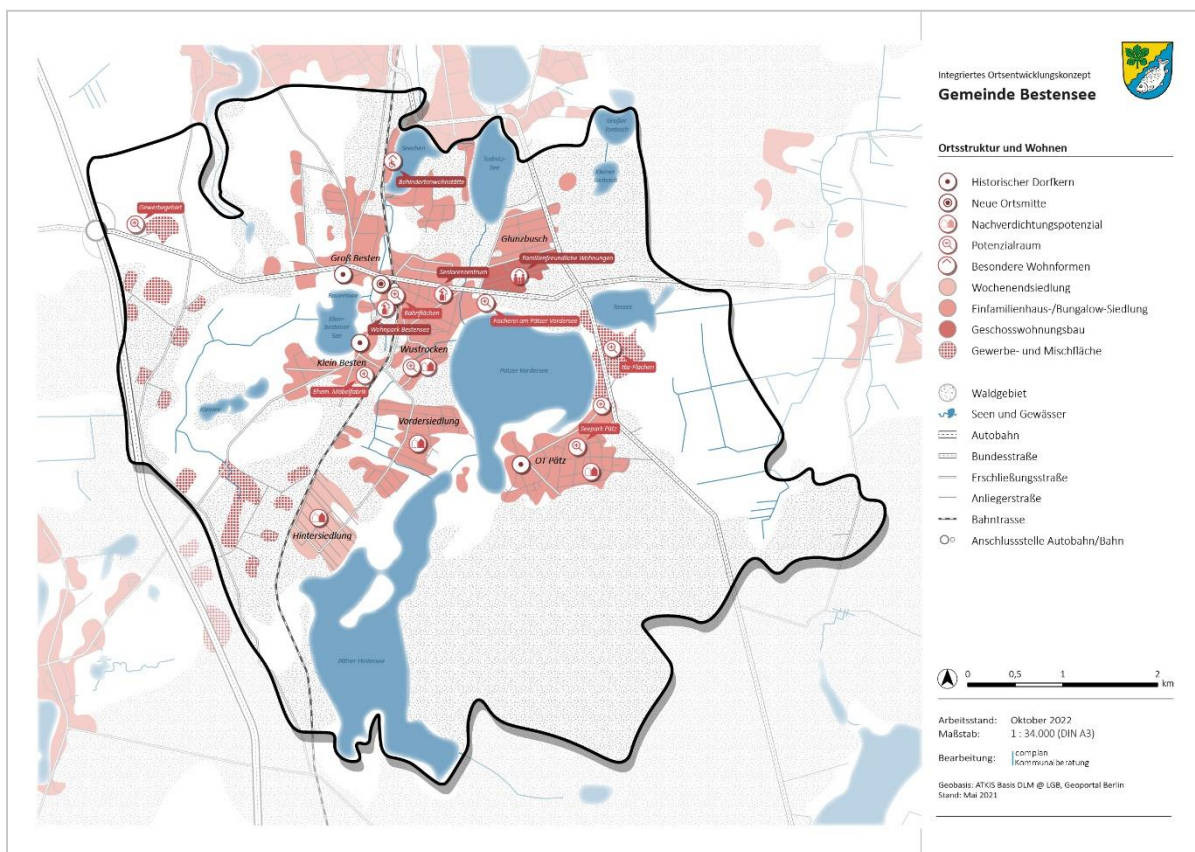 Integriertes Ortsentwicklungskonzept
Gemeinde Bestensee
Ortsstruktur und Wohnen
Historischer Dorfkern
Neue Ortsmitte
Nachverdichtungspotenzial
Potenzialraum
Besondere Wohnformen
Wochenendsiedlung
Einfamilienhaus-/Bungalow-Siedlung
Geschosswohnungsbau
Gewerbe- und Mischfläche
Waldgebiet
Seen und Gewässer
Autobahn
Bundesstraße
Erschließungsstraße
Anliegerstraße
Bahntrasse
Anschlussstelle Autobahn/Bahn
0 0,5 1 2
km
Arbeitsstand: Oktober 2022
Maßstab: 1 : 34.000 (DIN A3)
Bearbeitung: complan
Kommunalberatung
Geobasis: ATKIS Basis DLM @ LGB, Geoportal Berlin
Stand: Mai 2021
Seechen
Todnitz-
See
Großer
Tonteich
Kleiner
Tonteich
Behindertenwohnstätte
Gewerbegebiet
Glunzbusch
Groß Besten
Familienfreundliche Wohnungen
Seniorenzentrum
Bahnflächen
Fischerei am Pätzer Vordersee
Klein-
bestener
See
Wohnpark Bestensee
Wustrocken
Klein Besten
Ehem. Möbelfabrik
Pätzer Vordersee
Vordersiedlung
Seepark Pätz
OT Pätz
Hintersiedlung
Pätzer Hintersee